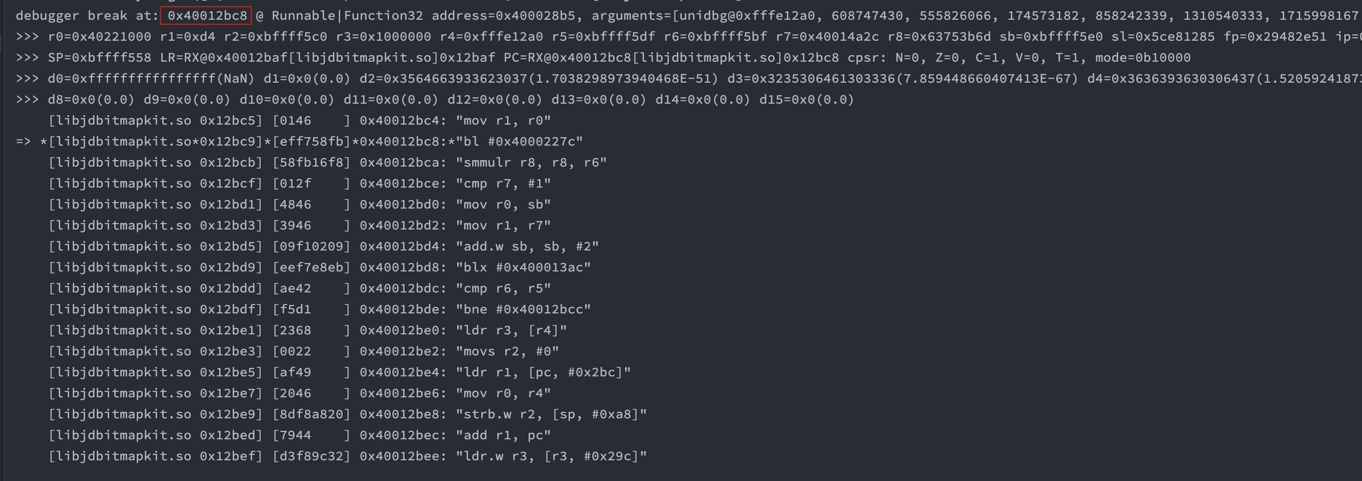 debugger break at: 0x40012bc8 @ Runnable|Function32 address=0x400028b5, arguments=[unidbg@0xfffe12a0, 608747430, 555826066, 174573182, 858242339, 1310540333, 1715998167
>>> r0=0x40221000 r1=0xd4 r2=0xbffff5c0 r3=0x1000000 r4=0xfffe12a0 r5=0xbffff5df r6=0xbffff5bf r7=0x40014a2c r8=0x63753b6d sb=0xbffff5e0 sl=0x5ce81285 fp=0x29482e51 ip=
>>> SP=0xbffff558 LR=RX@0x40012baf[libjdbitmapkit.so]0x12baf PC=RX@0x40012bc8[libjdbitmapkit.so]0x12bc8 cpsr: N=0, Z=0, C=1, V=0, T=1, mode=0b10000
>>> d0=0xffffffffffffffff(NaN) d1=0x0(0.0) d2=0x3564663933623037(1.7038298973940468E-51) d3=0x3235306461303336(7.859448660407413E-67) d4=0x3636393630306437(1.52059241873
>>> d8=0x0(0.0) d9=0x0(0.0) d10=0x0(0.0) d11=0x0(0.0) d12=0x0(0.0) d13=0x0(0.0) d14=0x0(0.0) d15=0x0(0.0)
[libjdbitmapkit.so 0x12bc5] [0146    ] 0x40012bc4: "mov r1, r0"
=> *[libjdbitmapkit.so*0x12bc9]*[eff758fb]*0x40012bc8:*"bl #0x4000227c"
[libjdbitmapkit.so 0x12bcb] [58fb16f8] 0x40012bca: "smmulr r8, r8, r6"
[libjdbitmapkit.so 0x12bcf] [012f    ] 0x40012bce: "cmp r7, #1"
[libjdbitmapkit.so 0x12bd1] [4846    ] 0x40012bd0: "mov r0, sb"
[libjdbitmapkit.so 0x12bd3] [3946    ] 0x40012bd2: "mov r1, r7"
[libjdbitmapkit.so 0x12bd5] [09f10209] 0x40012bd4: "add.w sb, sb, #2"
[libjdbitmapkit.so 0x12bd9] [eef7e8eb] 0x40012bd8: "blx #0x400013ac"
[libjdbitmapkit.so 0x12bdd] [ae42    ] 0x40012bdc: "cmp r6, r5"
[libjdbitmapkit.so 0x12bdf] [f5d1    ] 0x40012bde: "bne #0x40012bcc"
[libjdbitmapkit.so 0x12be1] [2368    ] 0x40012be0: "ldr r3, [r4]"
[libjdbitmapkit.so 0x12be3] [0022    ] 0x40012be2: "movs r2, #0"
[libjdbitmapkit.so 0x12be5] [af49    ] 0x40012be4: "ldr r1, [pc, #0x2bc]"
[libjdbitmapkit.so 0x12be7] [2046    ] 0x40012be6: "mov r0, r4"
[libjdbitmapkit.so 0x12be9] [8df8a820] 0x40012be8: "strb.w r2, [sp, #0xa8]"
[libjdbitmapkit.so 0x12bed] [7944    ] 0x40012bec: "add r1, pc"
[libjdbitmapkit.so 0x12bef] [d3f89c32] 0x40012bee: "ldr.w r3, [r3, #0x29c]"